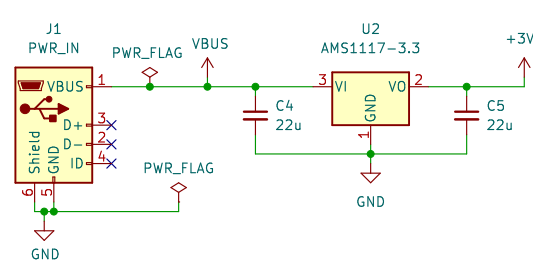 J1
PWR_IN
PWR_FLAG
VBUS
U2
AMS1117-3.3
+3V
VBUS
1
D+
3
D-
2
ID
4
Shield
GND
6
5
GND
PWR_FLAG
C4
22u
3
VI
VO
2
GND
1
GND
C5
22u